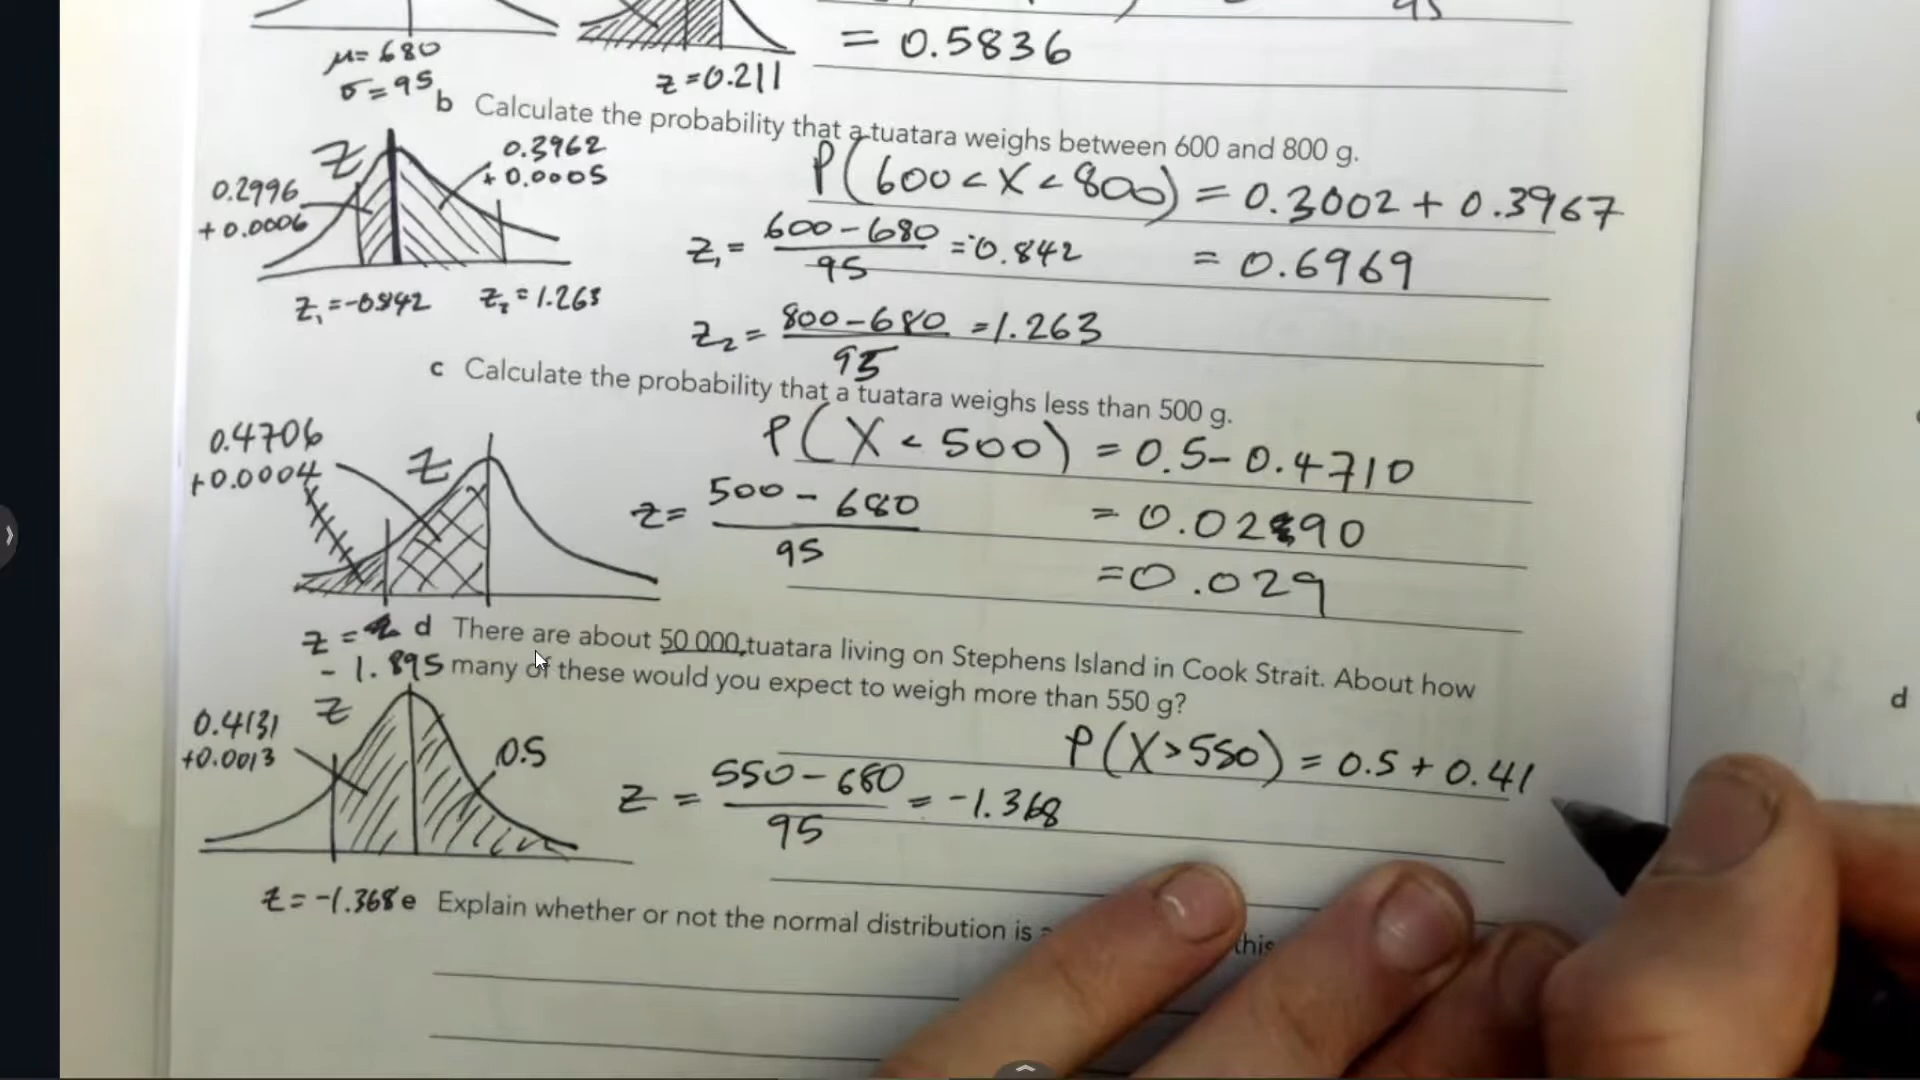 μ= 680
σ=95
z=0.211
= 0.5836
b Calculate the probability that a tuatara weighs between 600 and 800 g.
Z
0.3962
+0.0005
0.2996
+0.0006
P(600<X<800) = 0.3002 + 0.3967
Z₁ = 600-680
95
= -0.842
= 0.6969
Z₁=-0.842 Z₂=1.263
Z₂ = 800-680
95
=1.263
c Calculate the probability that a tuatara weighs less than 500 g.
0.4706
+0.0004
Z
P(X<500) = 0.5-0.4710
Z= 500 - 680
95
= 0.0290
=0.029
z =
-1.895
d There are about 50 000 tuatara living on Stephens Island in Cook Strait. About how
many of these would you expect to weigh more than 550 g?
Z
0.4131
+0.0013
0.5
P(X>550) = 0.5 + 0.41
Z = 550-680
95
= -1.368
z=-1.368
e Explain whether or not the normal distribution is
this
d